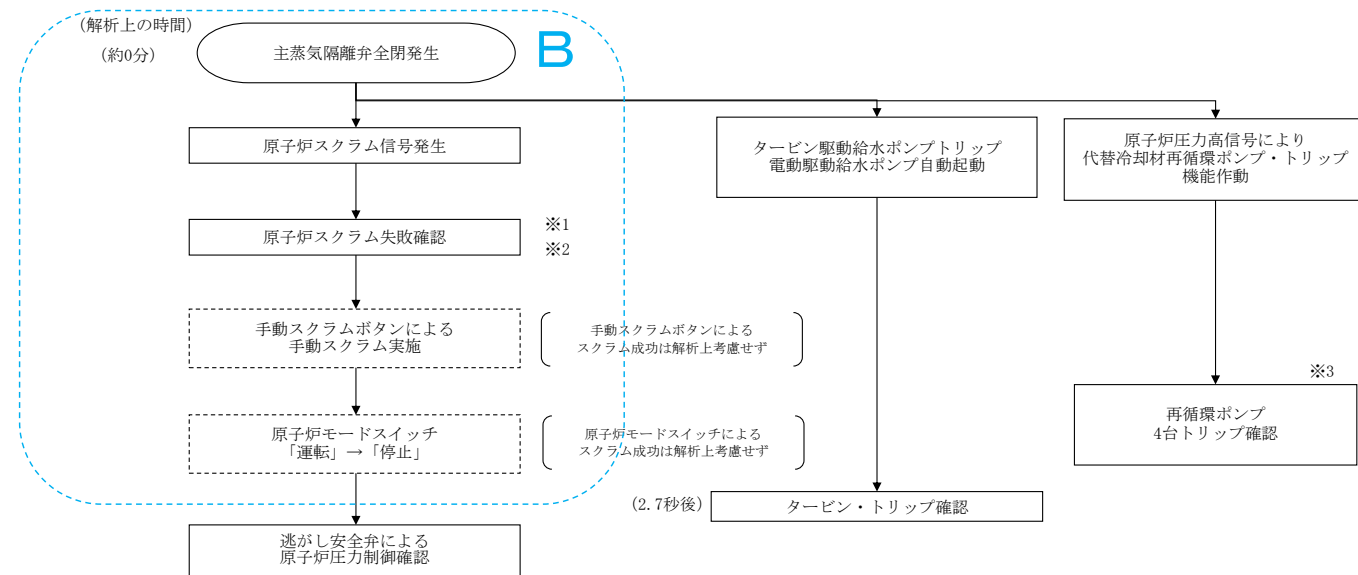 (解析上の時間)
(約0分)
主蒸気隔離弁全閉発生
B
原子炉スクラム信号発生
タービン駆動給水ポンプトリップ
電動駆動給水ポンプ自動起動
原子炉圧力高信号により
代替冷却材再循環ポンプ・トリップ
機能作動
原子炉スクラム失敗確認
※1
※2
手動スクラムボタンによる
手動スクラム実施
手動スクラムボタンによる
スクラム成功は解析上考慮せず
※3
再循環ポンプ
4台トリップ確認
原子炉モードスイッチ
「運転」→「停止」
原子炉モードスイッチによる
スクラム成功は解析上考慮せず
(2.7秒後)
タービン・トリップ確認
逃がし安全弁による
原子炉圧力制御確認